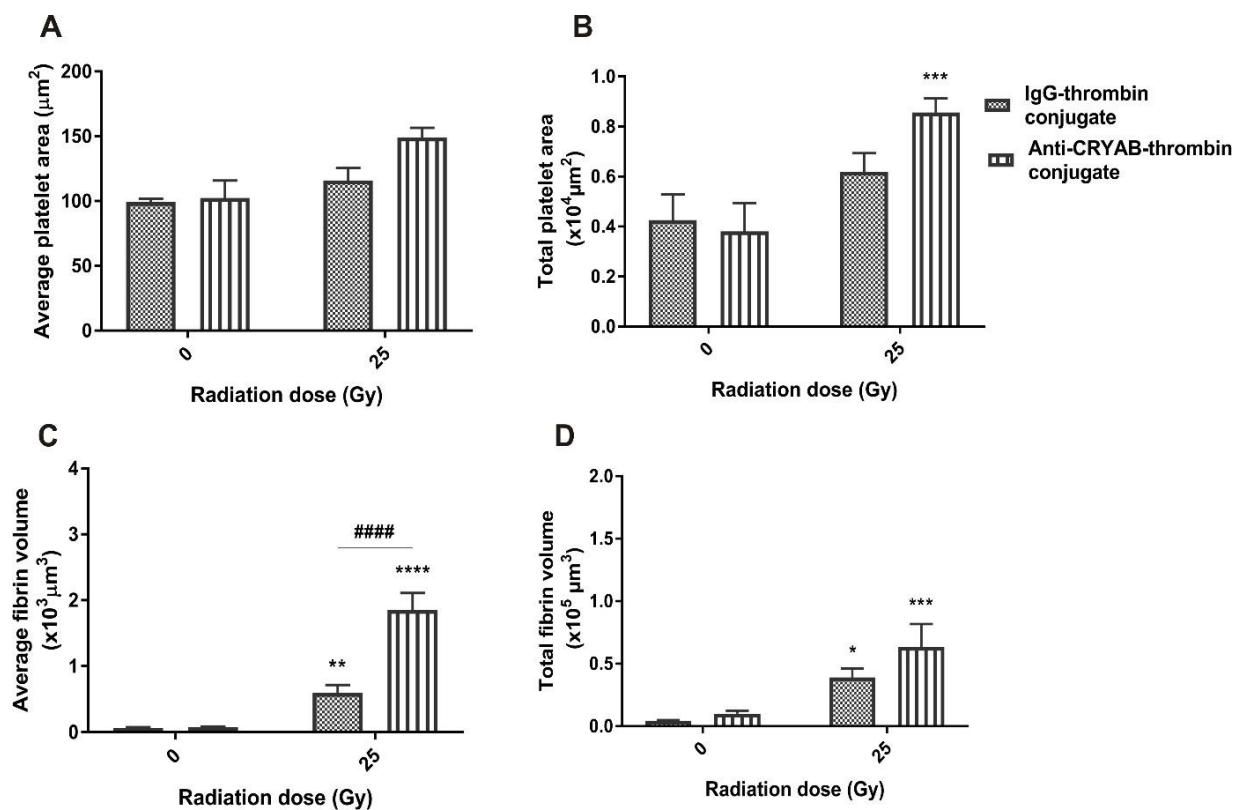 A
Average platelet area (μm²)
200
150
100
50
0
0
25
Radiation dose (Gy)
B
Total platelet area
(x10⁴μm²)
1.0
0.8
0.6
0.4
0.2
0.0
***
0
25
Radiation dose (Gy)
IgG-thrombin
conjugate
Anti-CRYAB-thrombin
conjugate
C
Average fibrin volume
(x10³μm³)
4
3
2
1
0
####
**
****
0
25
Radiation dose (Gy)
D
Total fibrin volume
(x10⁵ μm³)
2.0
1.5
1.0
0.5
0.0
*
***
0
25
Radiation dose (Gy)